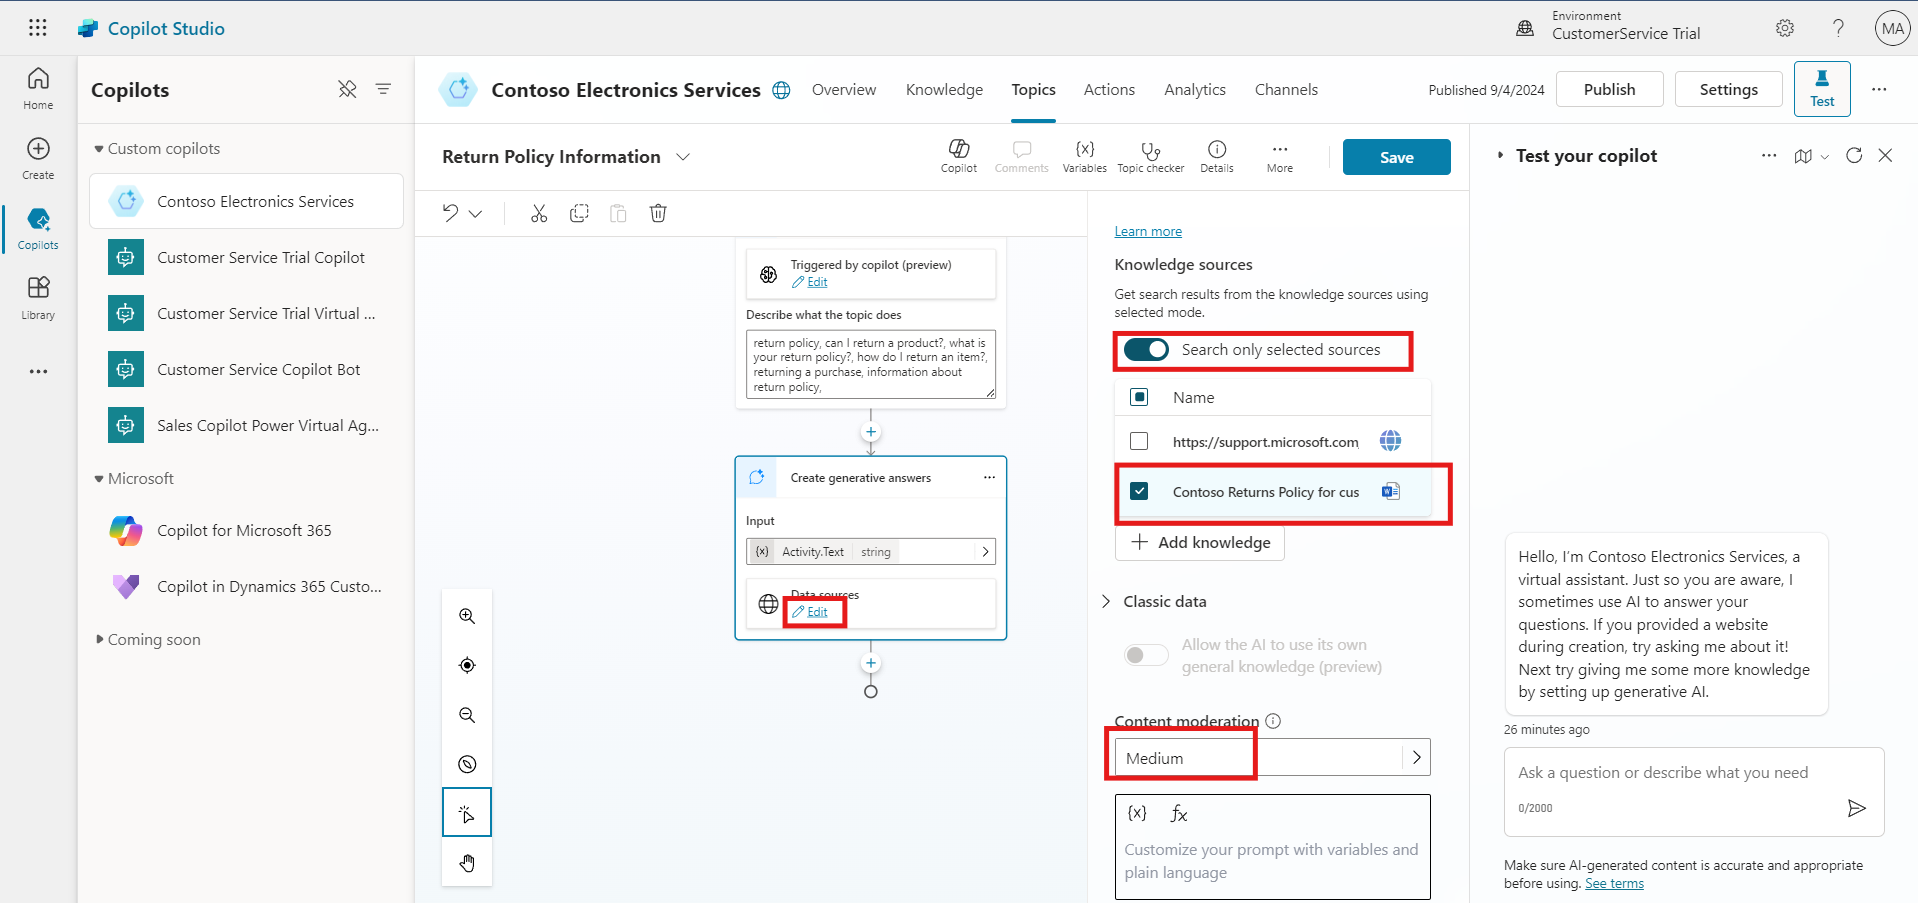 Copilot Studio
Environment
CustomerService Trial
MA
Home
Create
Copilots
Library
Copilots
Custom copilots
Contoso Electronics Services
Customer Service Trial Copilot
Customer Service Trial Virtual ...
Customer Service Copilot Bot
Sales Copilot Power Virtual Ag...
Microsoft
Copilot for Microsoft 365
Copilot in Dynamics 365 Custo...
Coming soon
Contoso Electronics Services
Overview
Knowledge
Topics
Actions
Analytics
Channels
Published 9/4/2024
Publish
Settings
Test
Return Policy Information
Copilot
Comments
{x}
Variables
Topic checker
Details
More
Save
Triggered by copilot (preview)
Edit
Describe what the topic does
return policy, can I return a product?, what is
your return policy?, how do I return an item?,
returning a purchase, information about
return policy,
Create generative answers
Input
{x} Activity.Text string
Data sources
Edit
Learn more
Knowledge sources
Get search results from the knowledge sources using
selected mode.
Search only selected sources
Name
https://support.microsoft.com,
Contoso Returns Policy for cus
Add knowledge
Classic data
Allow the AI to use its own
general knowledge (preview)
Content moderation
Medium
{x} fx
Customize your prompt with variables and
plain language
Test your copilot
Hello, I'm Contoso Electronics Services, a
virtual assistant. Just so you are aware, I
sometimes use AI to answer your
questions. If you provided a website
during creation, try asking me about it!
Next try giving me some more knowledge
by setting up generative AI.
26 minutes ago
Ask a question or describe what you need
0/2000
Make sure AI-generated content is accurate and appropriate
before using. See terms